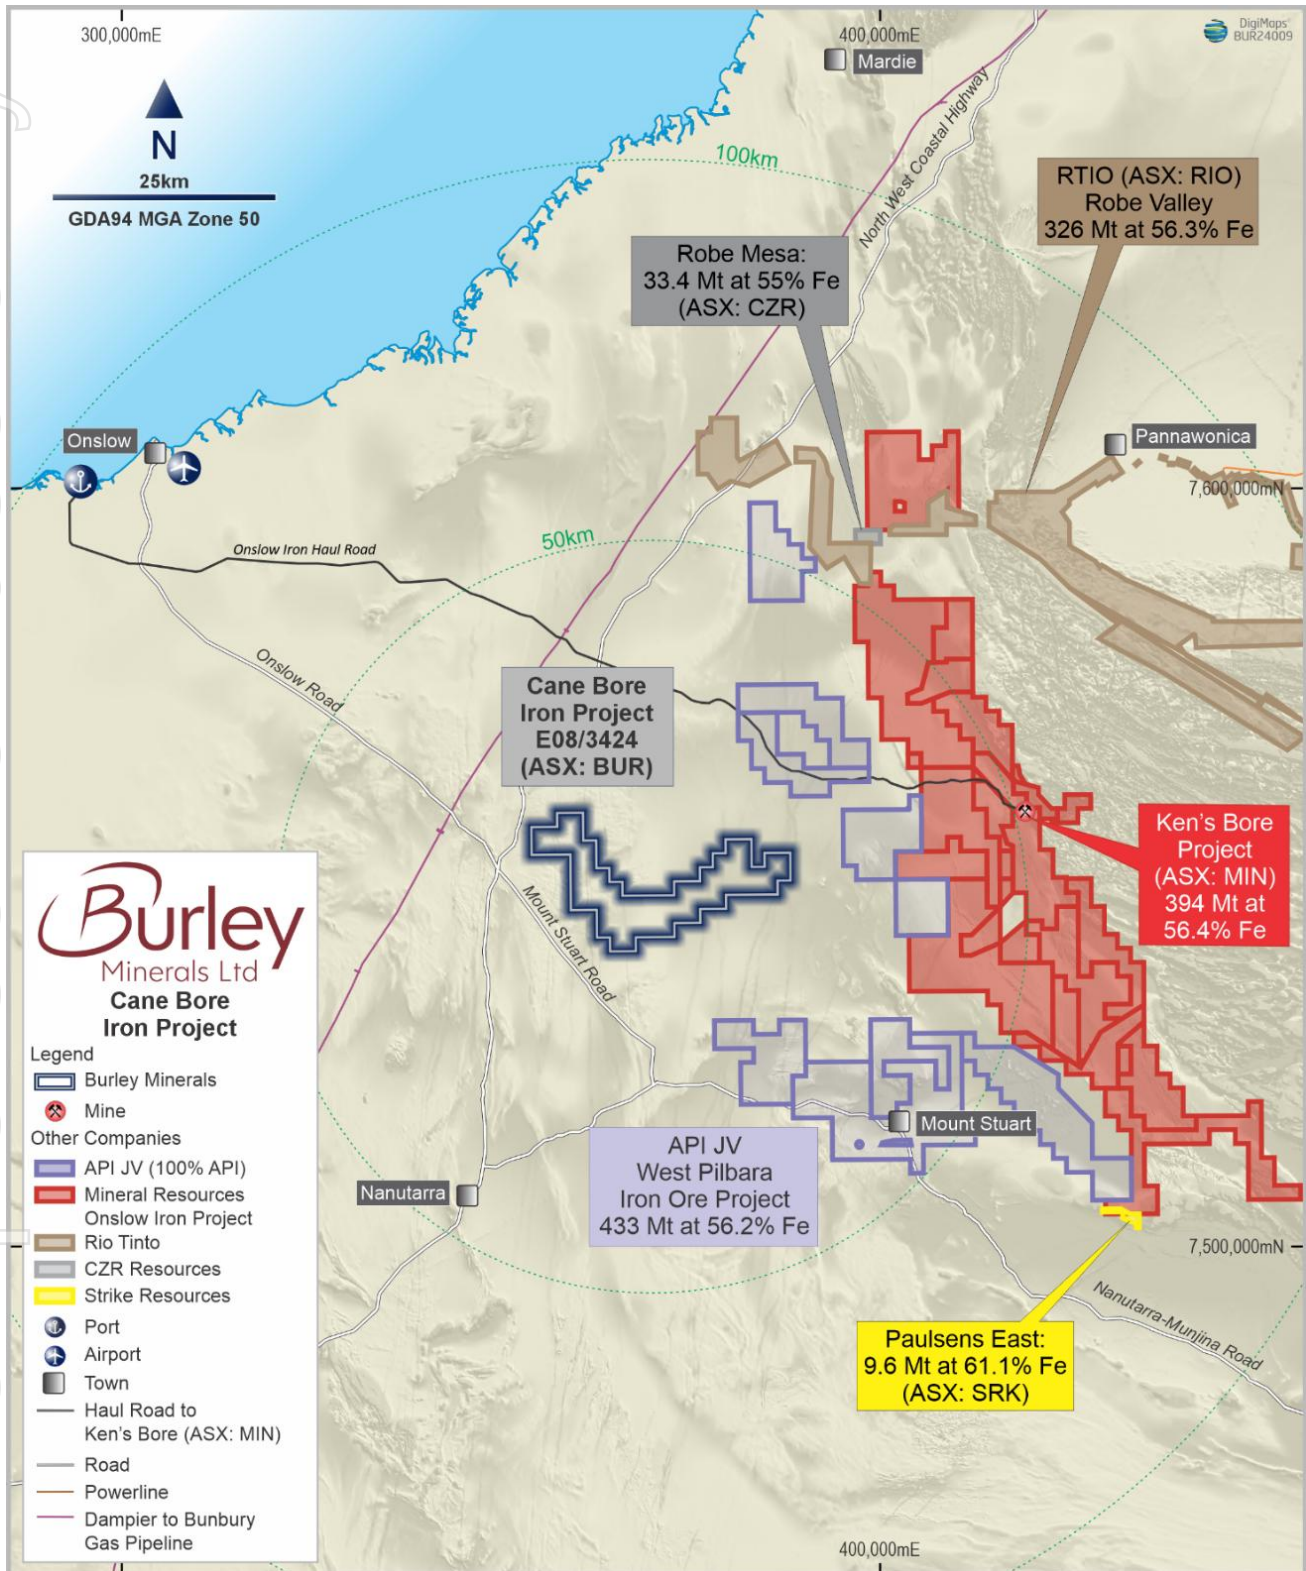 300,000mE
400,000mE
DigiMaps
BUR24009
Mardie
N
25km
GDA94 MGA Zone 50
100km
North West Coastal Highway
RTIO (ASX: RIO)
Robe Valley
326 Mt at 56.3% Fe
Robe Mesa:
33.4 Mt at 55% Fe
(ASX: CZR)
Onslow
Pannawonica
7,600,000mN
50km
Onslow Iron Haul Road
Onslow Road
Cane Bore
Iron Project
E08/3424
(ASX: BUR)
Ken's Bore
Project
(ASX: MIN)
394 Mt at
56.4% Fe
Mount Stuart Road
Mount Stuart
API JV
West Pilbara
Iron Ore Project
433 Mt at 56.2% Fe
Nanutarra
7,500,000mN
Nanutarra-Munjina Road
Paulsens East:
9.6 Mt at 61.1% Fe
(ASX: SRK)
400,000mE
Burley
Minerals Ltd
Cane Bore
Iron Project
Legend
Burley Minerals
Mine
Other Companies
API JV (100% API)
Mineral Resources
Onslow Iron Project
Rio Tinto
CZR Resources
Strike Resources
Port
Airport
Town
Haul Road to
Ken's Bore (ASX: MIN)
Road
Powerline
Dampier to Bunbury
Gas Pipeline